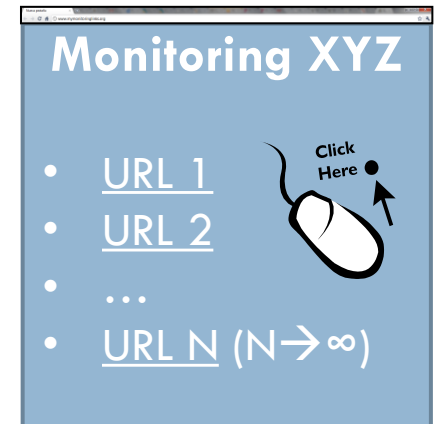 Monitoring XYZ
Click
Here
• URL 1
• URL 2
• ...
• URL N (N→∞)